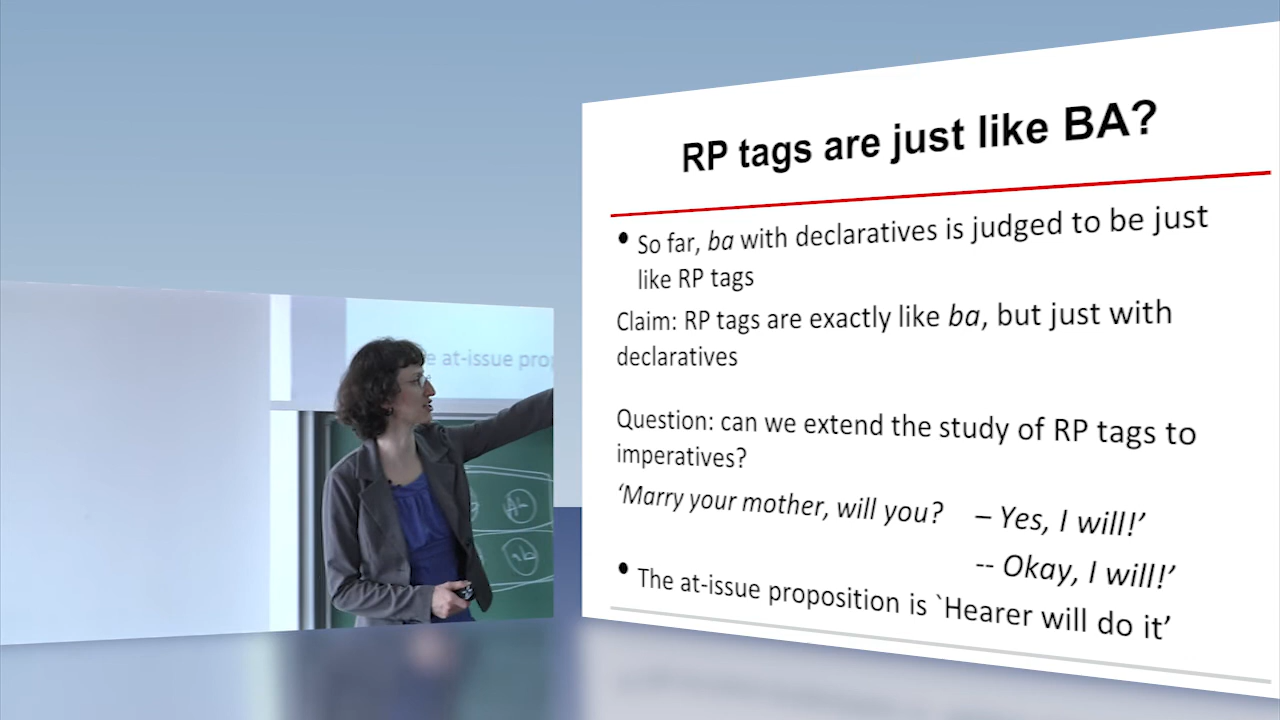 RP tags are just like BA?
• So far, ba with declaratives is judged to be just
like RP tags
Claim: RP tags are exactly like ba, but just with
declaratives
Question: can we extend the study of RP tags to
imperatives?
‘Marry your mother, will you? – Yes, I will!’
-- Okay, I will!’
• The at-issue proposition is `Hearer will do it’
e at-issue prop